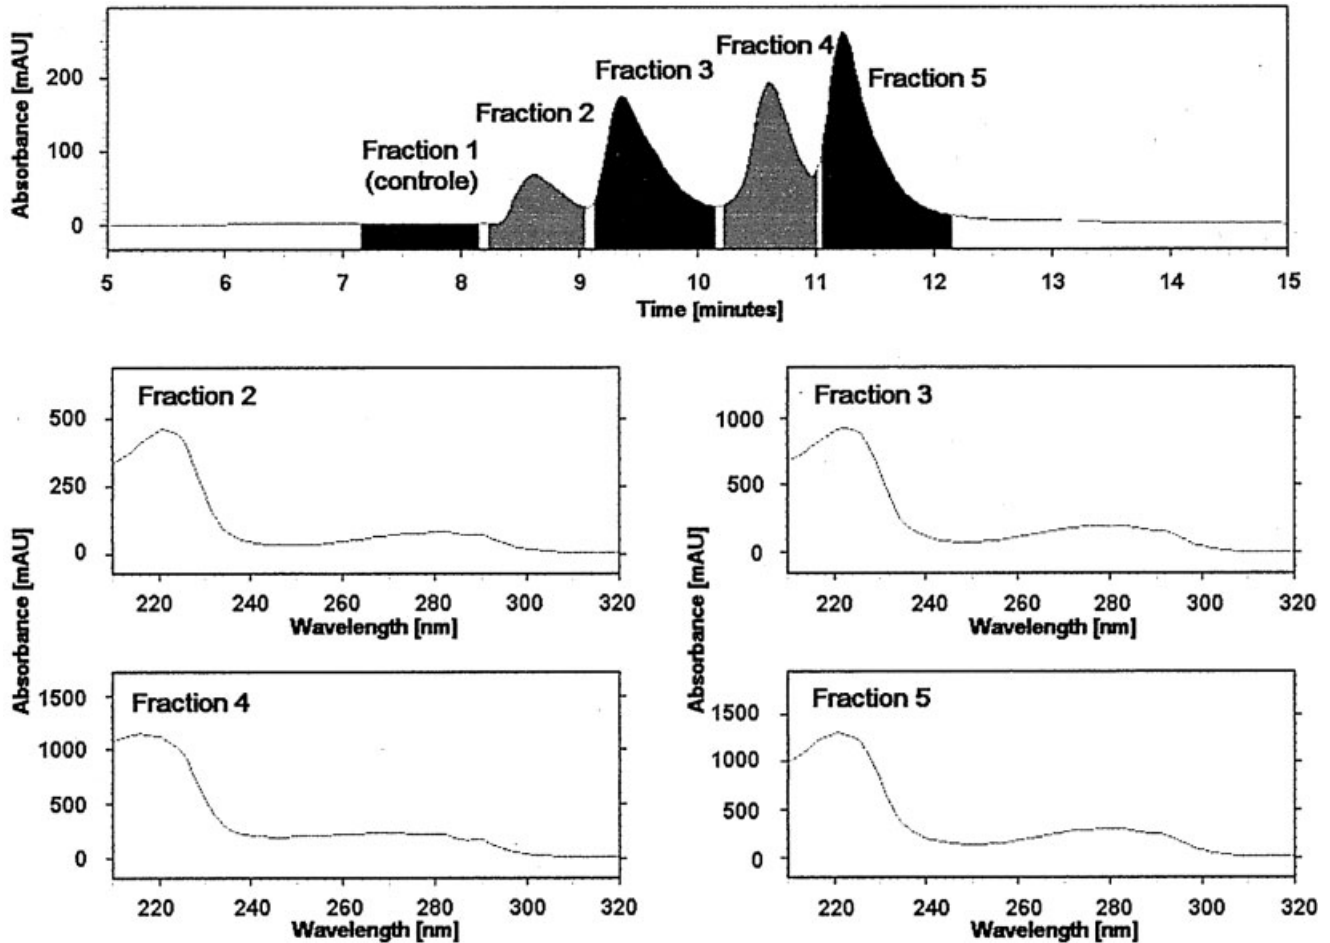 Absorbance [mAU]
200
100
0
Fraction 1
(controle)
Fraction 2
Fraction 3
Fraction 4
Fraction 5
5 6 7 8 9 10 11 12 13 14 15
Time [minutes]
Absorbance [mAU]
Fraction 2
500
250
0
220 240 260 280 300 320
Wavelength [nm]
Absorbance [mAU]
Fraction 3
1000
500
0
220 240 260 280 300 320
Wavelength [nm]
Fraction 4
1500
1000
500
0
220 240 260 280 300 320
Wavelength [nm]
Fraction 5
1500
1000
500
0
220 240 260 280 300 320
Wavelength [nm]